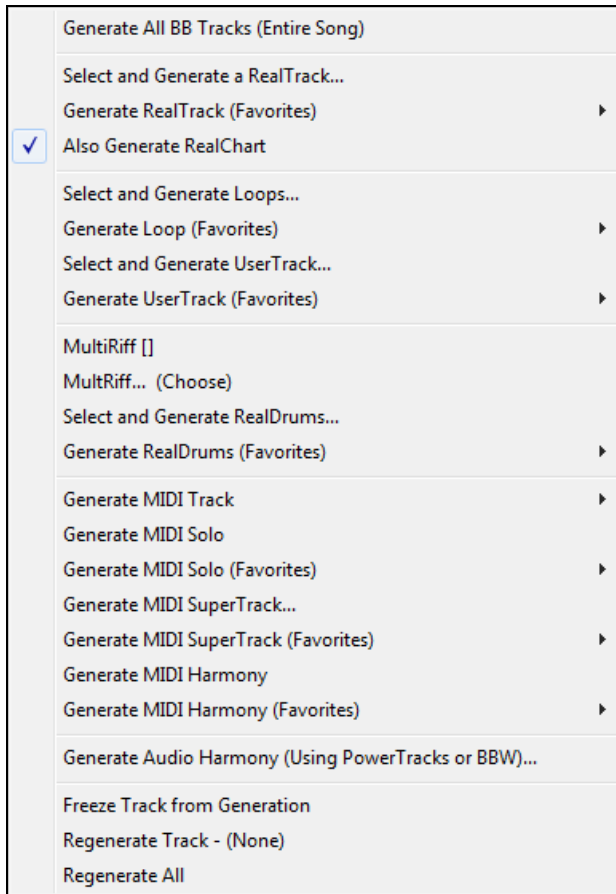 Generate All BB Tracks (Entire Song)
Select and Generate a RealTrack...
Generate RealTrack (Favorites)
Also Generate RealChart
Select and Generate Loops...
Generate Loop (Favorites)
Select and Generate UserTrack...
Generate UserTrack (Favorites)
MultiRiff []
MultRiff... (Choose)
Select and Generate RealDrums...
Generate RealDrums (Favorites)
Generate MIDI Track
Generate MIDI Solo
Generate MIDI Solo (Favorites)
Generate MIDI SuperTrack...
Generate MIDI SuperTrack (Favorites)
Generate MIDI Harmony
Generate MIDI Harmony (Favorites)
Generate Audio Harmony (Using PowerTracks or BBW)...
Freeze Track from Generation
Regenerate Track - (None)
Regenerate All